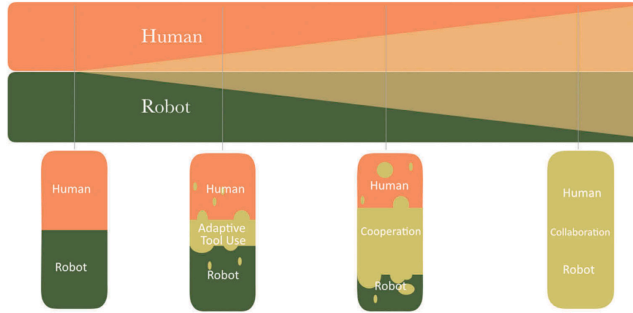 Human
Robot
Human
Robot
Human
Adaptive
Tool Use
Robot
Human
Cooperation
Robot
Human
Collaboration
Robot